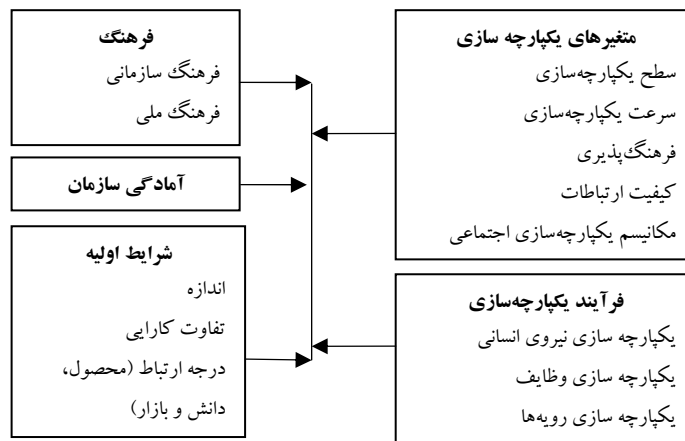 متغیرهای یکپارچه سازی
سطح یکپارچه‌سازی
سرعت یکپارچه‌سازی
فرهنگ‌پذیری
کیفیت ارتباطات
مکانیسم یکپارچه‌سازی اجتماعی
فرآیند یکپارچه‌سازی
یکپارچه سازی نیروی انسانی
یکپارچه سازی وظایف
یکپارچه سازی رویه‌ها
فرهنگ
فرهنگ سازمانی
فرهنگ ملی
آمادگی سازمان
شرایط اولیه
اندازه
تفاوت کارایی
درجه ارتباط (محصول،
دانش و بازار)